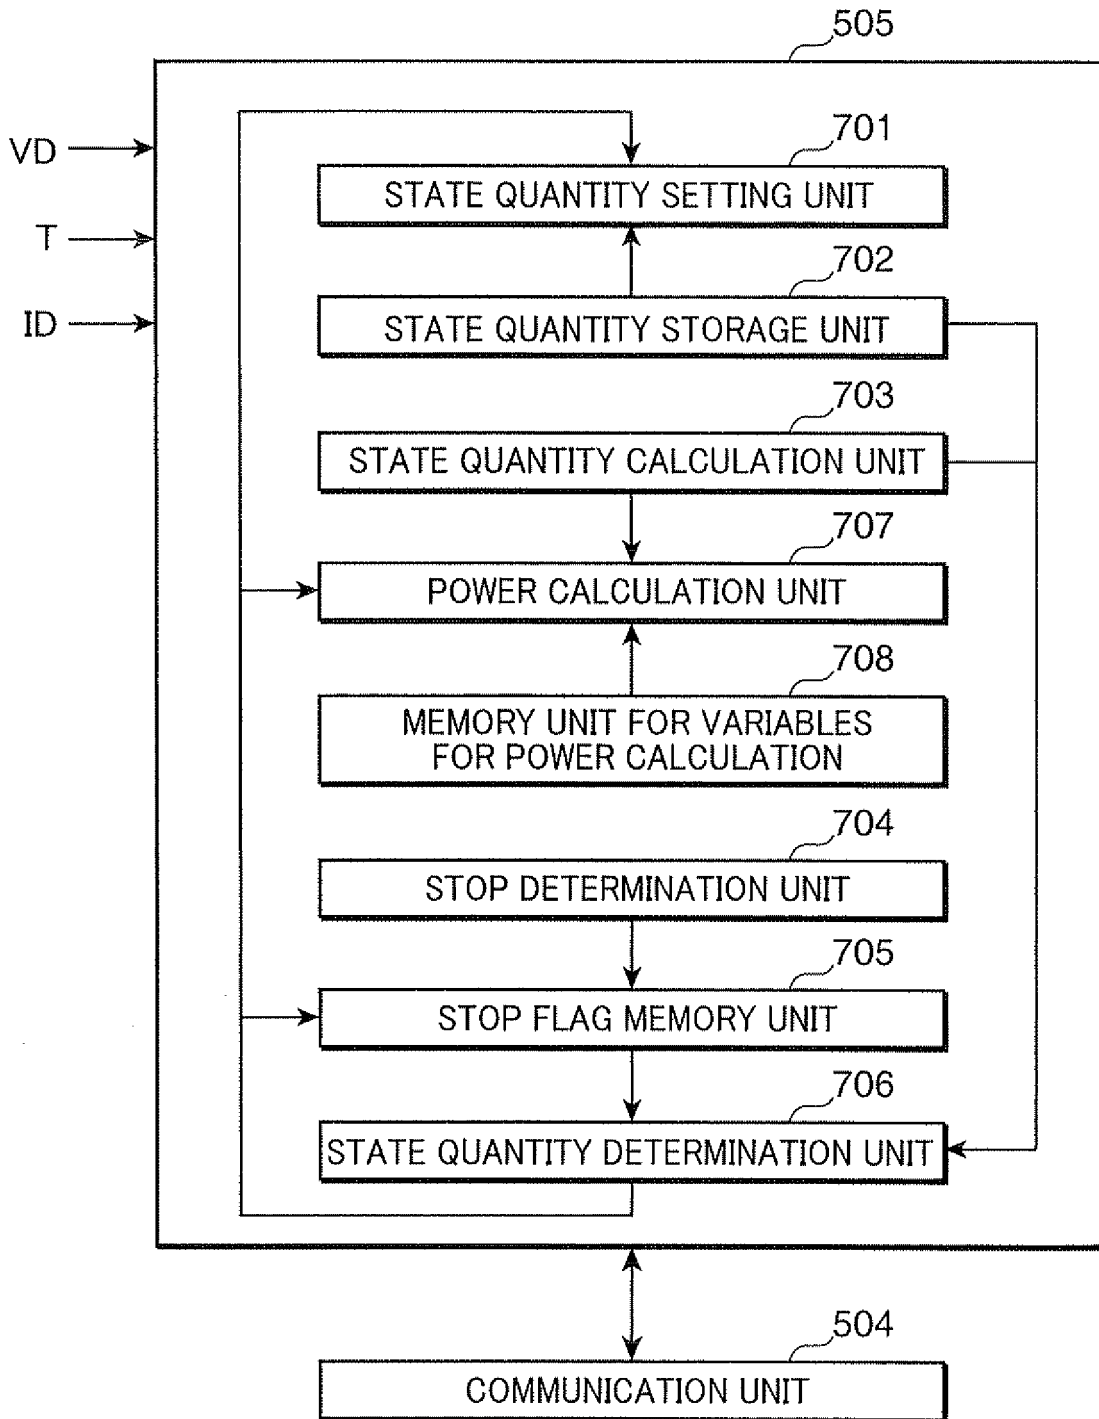 505
VD
701
STATE QUANTITY SETTING UNIT
T
702
ID
STATE QUANTITY STORAGE UNIT
703
STATE QUANTITY CALCULATION UNIT
707
POWER CALCULATION UNIT
708
MEMORY UNIT FOR VARIABLES
FOR POWER CALCULATION
704
STOP DETERMINATION UNIT
705
STOP FLAG MEMORY UNIT
706
STATE QUANTITY DETERMINATION UNIT
504
COMMUNICATION UNIT